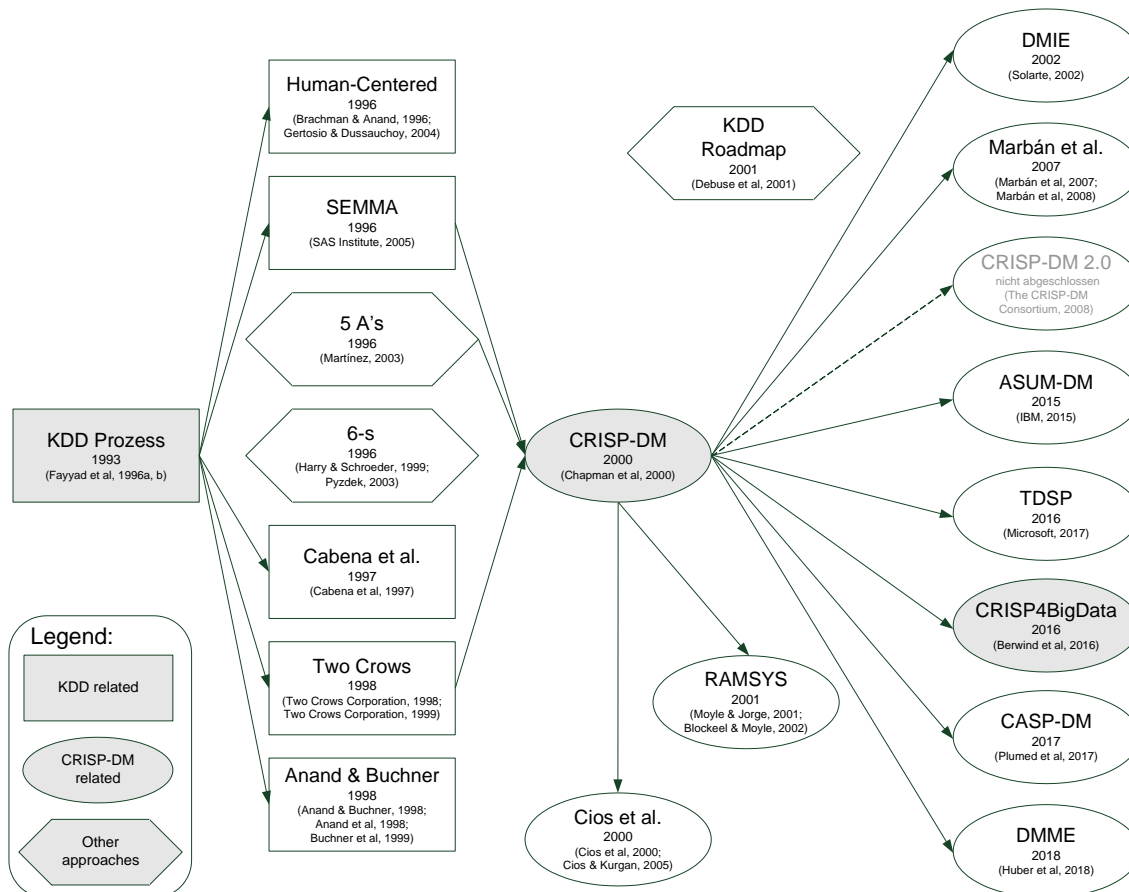 KDD Prozess
1993
(Fayyad et al, 1996a, b)
Legend:
KDD related
CRISP-DM
related
Other
approaches
Human-Centered
1996
(Brachman & Anand, 1996;
Gertosio & Dussauchoy, 2004)
SEMMA
1996
(SAS Institute, 2005)
5 A's
1996
(Martínez, 2003)
6-s
1996
(Harry & Schroeder, 1999;
Pyzdek, 2003)
Cabena et al.
1997
(Cabena et al, 1997)
Two Crows
1998
(Two Crows Corporation, 1998;
Two Crows Corporation, 1999)
Anand & Buchner
1998
(Anand & Buchner, 1998;
Anand et al, 1998;
Buchner et al, 1999)
CRISP-DM
2000
(Chapman et al, 2000)
Cios et al.
2000
(Cios et al, 2000;
Cios & Kurgan, 2005)
KDD
Roadmap
2001
(Debuse et al, 2001)
RAMSYS
2001
(Moyle & Jorge, 2001;
Blockeel & Moyle, 2002)
DMIE
2002
(Solarte, 2002)
Marbán et al.
2007
(Marbán et al, 2007;
Marbán et al, 2008)
CRISP-DM 2.0
nicht abgeschlossen
(The CRISP-DM
Consortium, 2008)
ASUM-DM
2015
(IBM, 2015)
TDSP
2016
(Microsoft, 2017)
CRISP4BigData
2016
(Berwind et al, 2016)
CASP-DM
2017
(Plumed et al, 2017)
DMME
2018
(Huber et al, 2018)